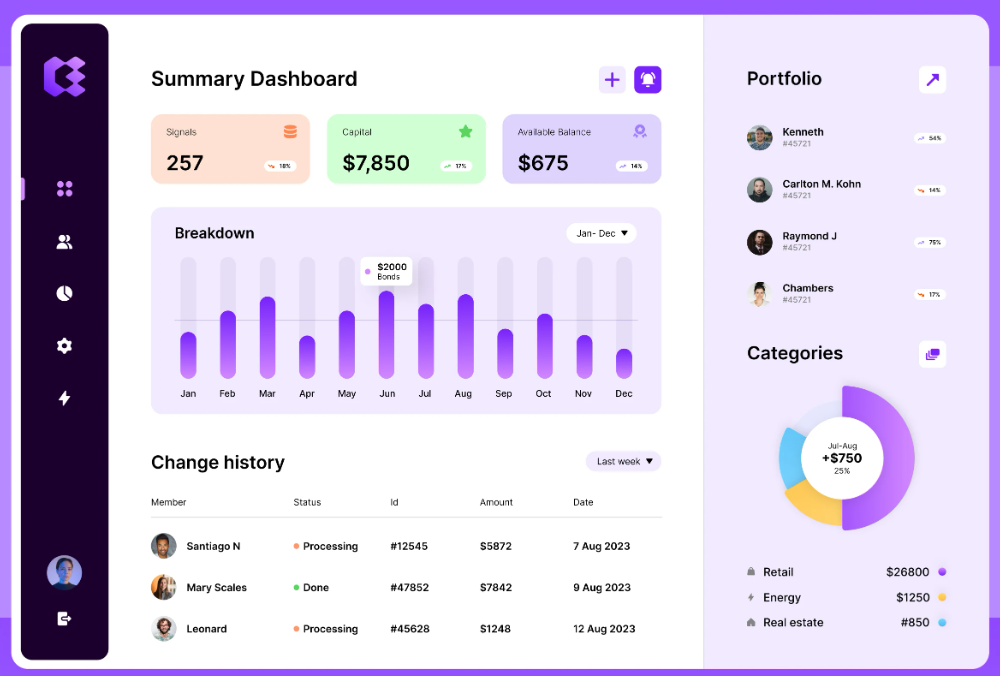 Summary Dashboard
Signals
257
18%
Capital
$7,850
17%
Available Balance
$675
14%
Breakdown
Jan- Dec
$2000
Bonds
Jan Feb Mar Apr May Jun Jul Aug Sep Oct Nov Dec
Change history
Last week
Member Status Id Amount Date
Santiago N Processing #12545 $5872 7 Aug 2023
Mary Scales Done #47852 $7842 9 Aug 2023
Leonard Processing #45628 $1248 12 Aug 2023
Portfolio
Kenneth
#45721
54%
Carlton M. Kohn
#45721
14%
Raymond J
#45721
75%
Chambers
#45721
17%
Categories
Jul-Aug
+$750
25%
Retail $26800
Energy $1250
Real estate #850